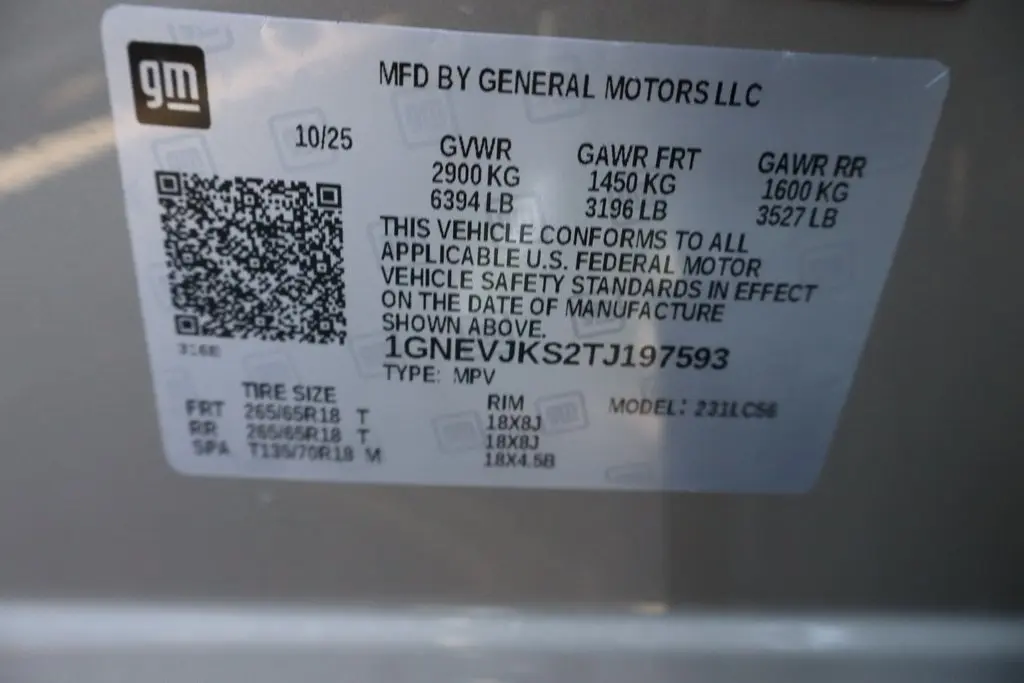 gm
MFD BY GENERAL MOTORS LLC
10/25
GVWR GAWR FRT GAWR RR
2900 KG 1450 KG 1600 KG
6394 LB 3196 LB 3527 LB
THIS VEHICLE CONFORMS TO ALL
APPLICABLE U.S. FEDERAL MOTOR
VEHICLE SAFETY STANDARDS IN EFFECT
ON THE DATE OF MANUFACTURE
SHOWN ABOVE.
1GNEVJKS2TJ197593
TYPE: MPV
TIRE SIZE RIM MODEL: 231LC56
FRT 265/65R18 T 18X8J
RR 265/65R18 T 18X8J
SPA T135/70R18 M 18X4.5B